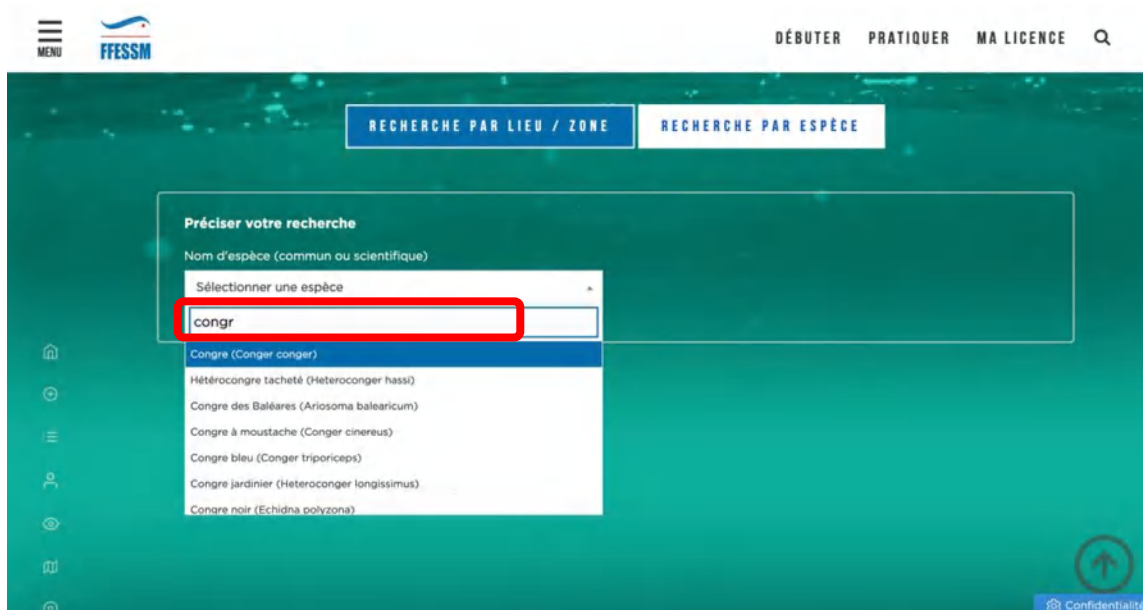 MENU
FFESSM
DÉBUTER PRATIQUER MA LICENCE
RECHERCHE PAR LIEU / ZONE RECHERCHE PAR ESPÈCE
Préciser votre recherche
Nom d'espèce (commun ou scientifique)
Sélectionner une espèce
congr
Congre (Conger conger)
Hétérocongre tacheté (Heteroconger hassi)
Congre des Baléares (Ariosoma balearicum)
Congre à moustache (Conger cinereus)
Congre bleu (Conger triporiceps)
Congre jardinier (Heteroconger longissimus)
Congre noir (Echidna polyzona)
Confidentialité